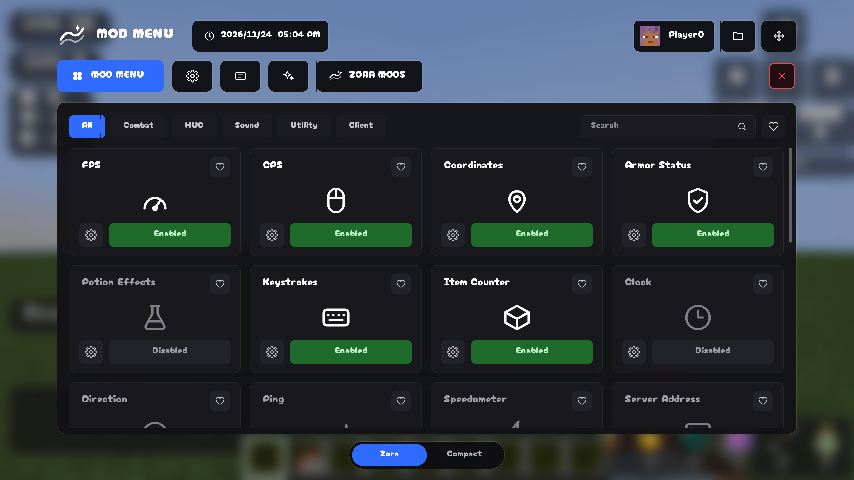 MOD MENU
2026/11/24 05:04 PM
Player0
MOD MENU
ZORA MODS
All
Combat
HUD
Sound
Utility
Client
Search
FPS
CPS
Coordinates
Armor Status
Enabled
Enabled
Enabled
Enabled
Potion Effects
Keystrokes
Item Counter
Clock
Disabled
Enabled
Enabled
Disabled
Direction
Ping
Speedometer
Server Address
Zora
Compact